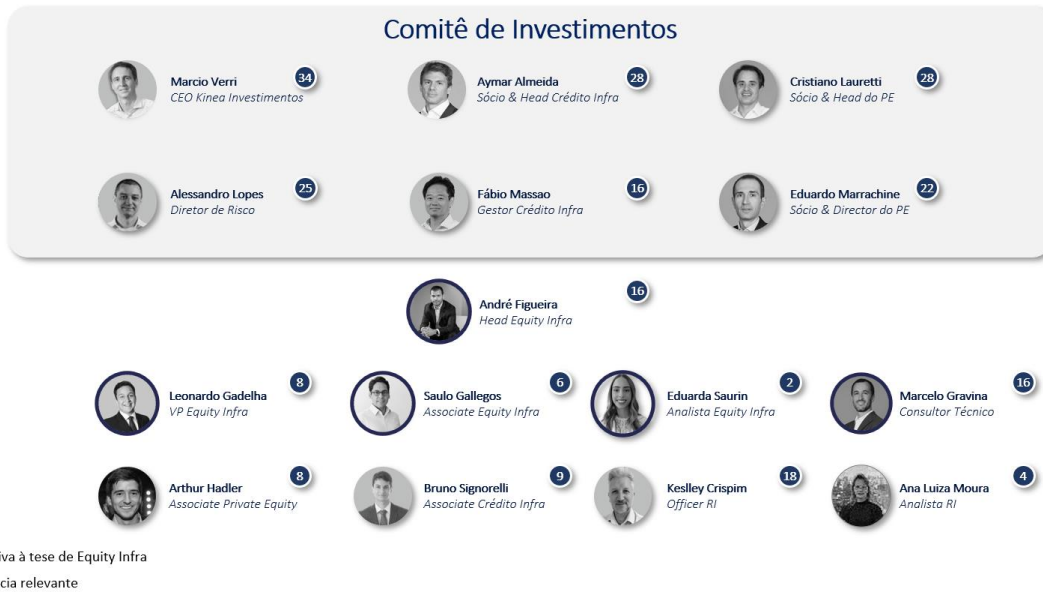 Comitê de Investimentos
Marcio Verri 34
CEO Kinea Investimentos
Aymar Almeida 28
Sócio & Head Crédito Infra
Cristiano Lauretti 28
Sócio & Head do PE
Alessandro Lopes 25
Diretor de Risco
Fábio Massao 16
Gestor Crédito Infra
Eduardo Marrachine 22
Sócio & Director do PE
André Figueira 16
Head Equity Infra
Leonardo Gadelha 8
VP Equity Infra
Saulo Gallegos 6
Associate Equity Infra
Eduarda Saurin 2
Analista Equity Infra
Marcelo Gravina 16
Consultor Técnico
Arthur Hadler 8
Associate Private Equity
Bruno Signorelli 9
Associate Crédito Infra
Keslley Crispim 18
Officer RI
Ana Luiza Moura 4
Analista RI
iva à tese de Equity Infra
cia relevante